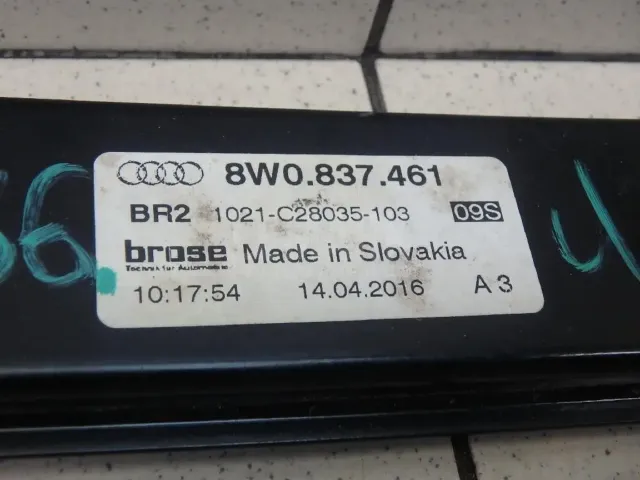 8W0.837.461
BR2 1021-C28035-103 09S
brose Made in Slovakia
Technik für Automobile
10:17:54 14.04.2016 A 3